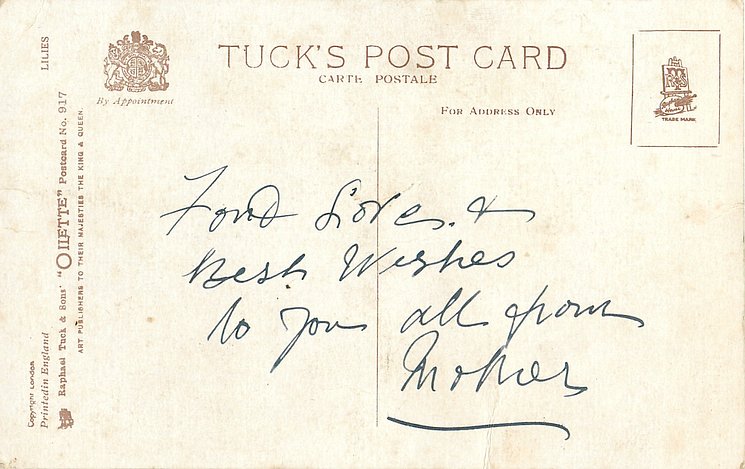 TUCK'S POST CARD
CARTE POSTALE
By Appointment
FOR ADDRESS ONLY
TRADE MARK
LILIES
Raphael Tuck & Sons' "OILETTE" Postcard No. 917
ART PUBLISHERS TO THEIR MAJESTIES THE KING & QUEEN.
Copyright London
Printed in England
Fond Love &
Best Wishes
to you all from
Mother